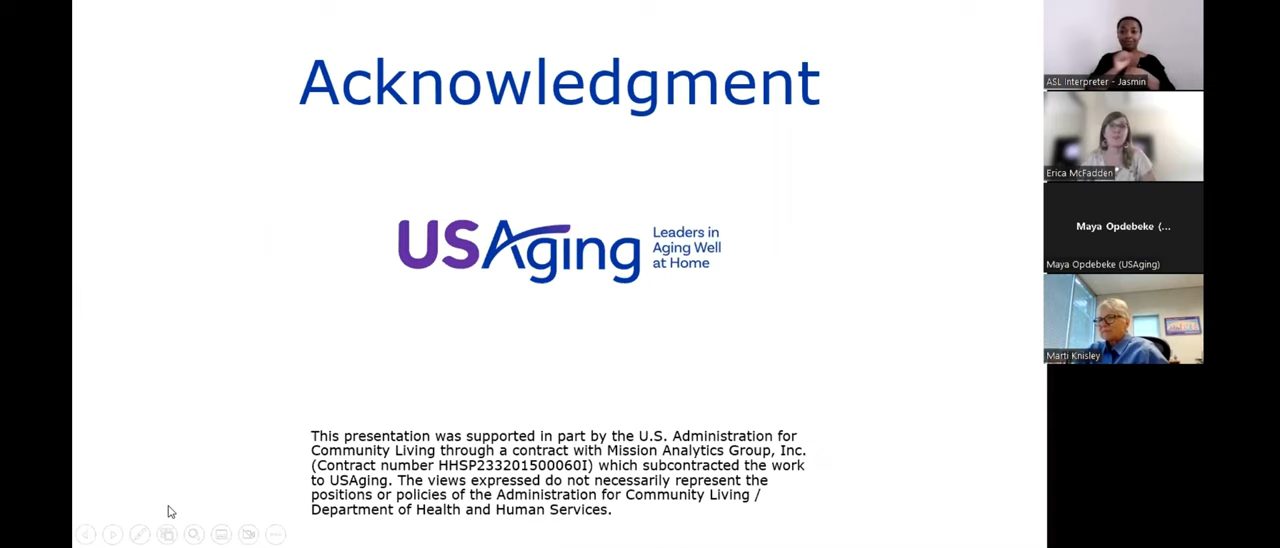 Acknowledgment
USAging
Leaders in
Aging Well
at Home
This presentation was supported in part by the U.S. Administration for
Community Living through a contract with Mission Analytics Group, Inc.
(Contract number HHSP233201500060I) which subcontracted the work
to USAging. The views expressed do not necessarily represent the
positions or policies of the Administration for Community Living /
Department of Health and Human Services.
ASL Interpreter - Jasmin
Erica McFadden
Maya Opdebeke (...
Maya Opdebeke (USAging)
Marti Knisley